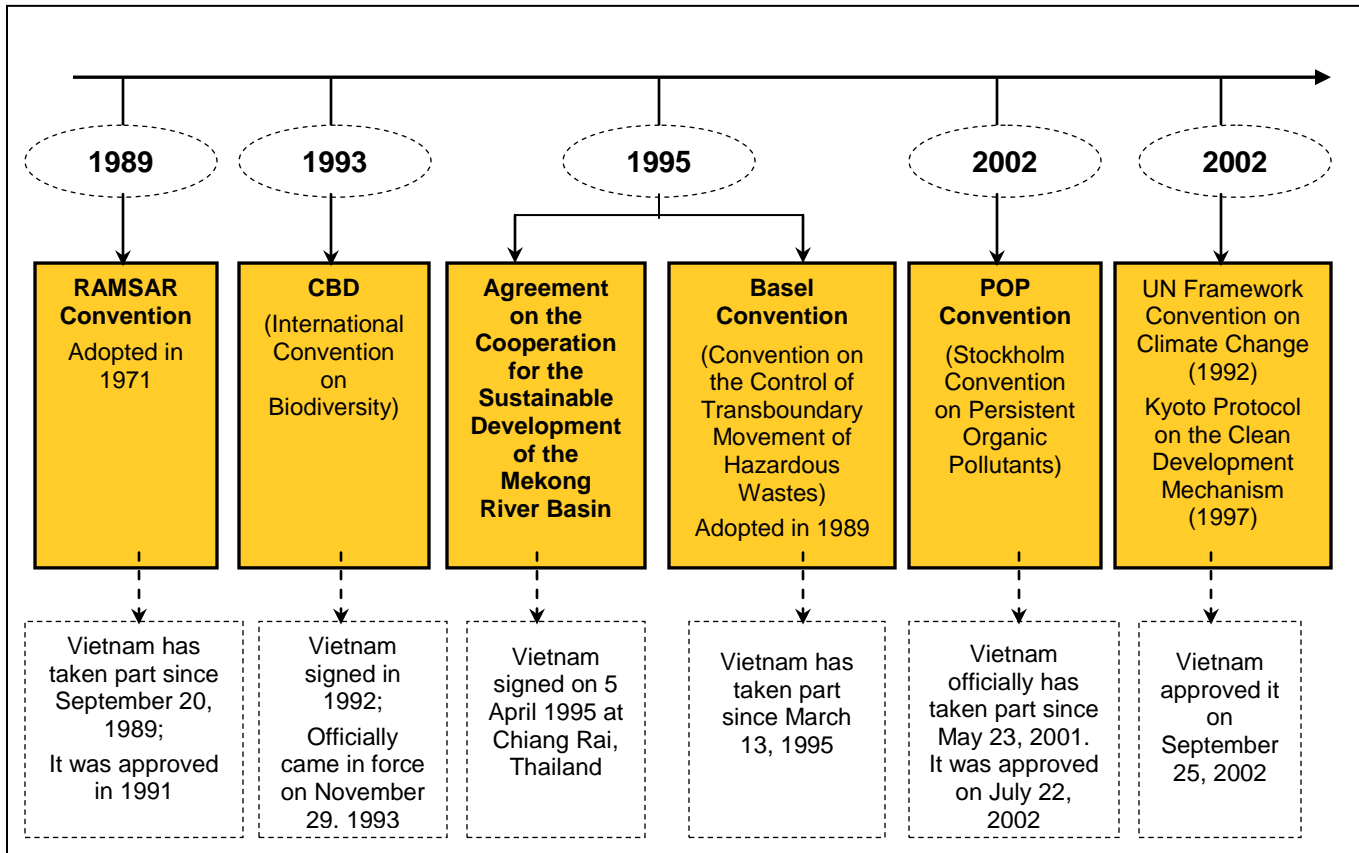 1989
1993
1995
2002
2002
RAMSAR
Convention
Adopted in
1971
CBD
(International
Convention
on
Biodiversity)
Agreement
on the
Cooperation
for the
Sustainable
Development
of the
Mekong
River Basin
Basel
Convention
(Convention on
the Control of
Transboundary
Movement of
Hazardous
Wastes)
Adopted in 1989
POP
Convention
(Stockholm
Convention
on Persistent
Organic
Pollutants)
UN Framework
Convention on
Climate Change
(1992)
Kyoto Protocol
on the Clean
Development
Mechanism
(1997)
Vietnam has
taken part since
September 20,
1989;
It was approved
in 1991
Vietnam
signed in
1992;
Officially
came in force
on November
29. 1993
Vietnam
signed on 5
April 1995 at
Chiang Rai,
Thailand
Vietnam has
taken part
since March
13, 1995
Vietnam
officially has
taken part since
May 23, 2001.
It was approved
on July 22,
2002
Vietnam
approved it
on
September
25, 2002